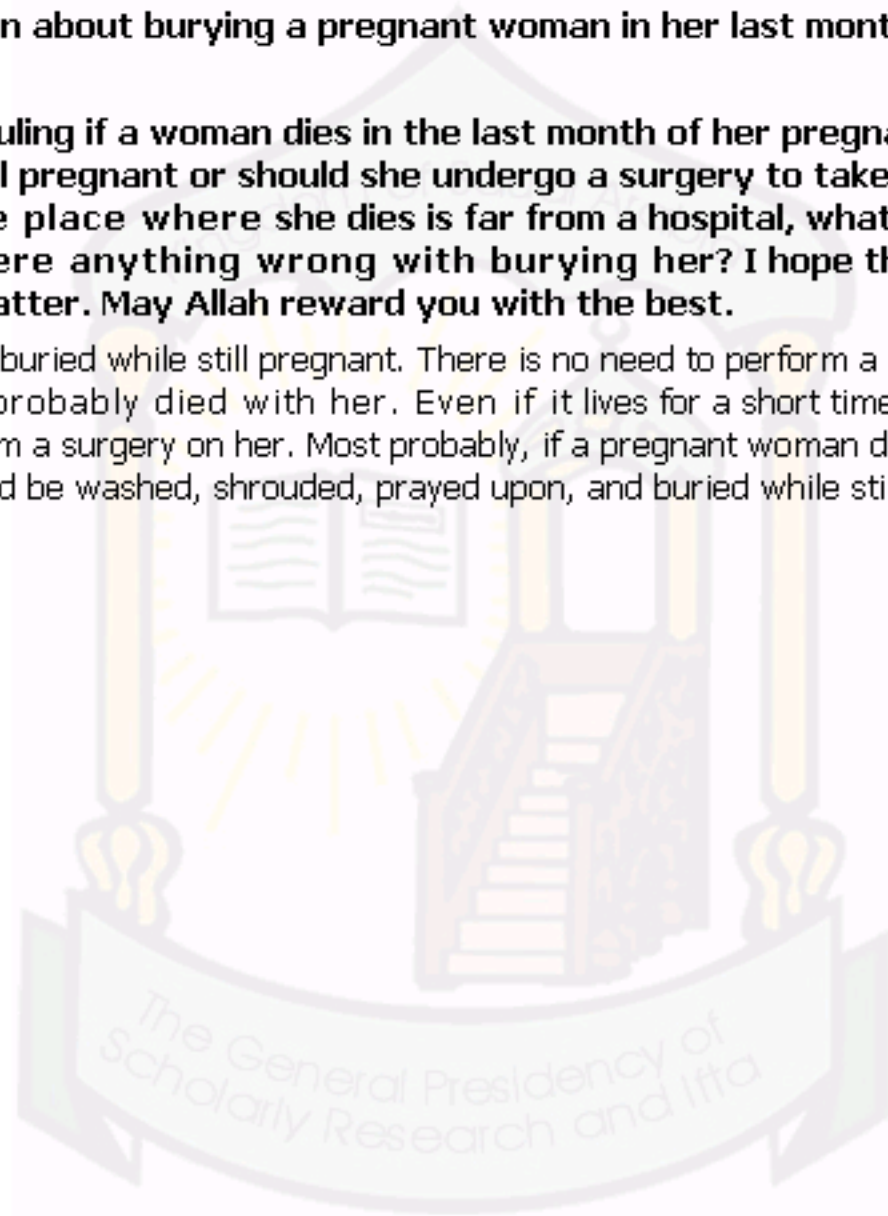 n about burying a pregnant woman in her last mont
uling if a woman dies in the last month of her pregna
l pregnant or should she undergo a surgery to take
e place where she dies is far from a hospital, what
ere anything wrong with burying her? I hope th
atter. May Allah reward you with the best.
buried while still pregnant. There is no need to perform a
probably died with her. Even if it lives for a short time
m a surgery on her. Most probably, if a pregnant woman d
d be washed, shrouded, prayed upon, and buried while sti
The General Presidency of
Scholarly Research and Ifta